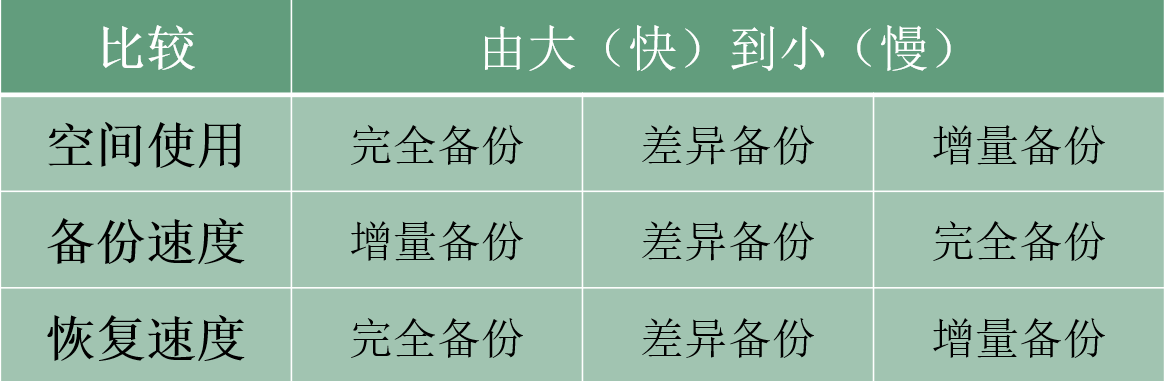 比较 由大（快）到小（慢）
空间使用 完全备份 差异备份 增量备份
备份速度 增量备份 差异备份 完全备份
恢复速度 完全备份 差异备份 增量备份